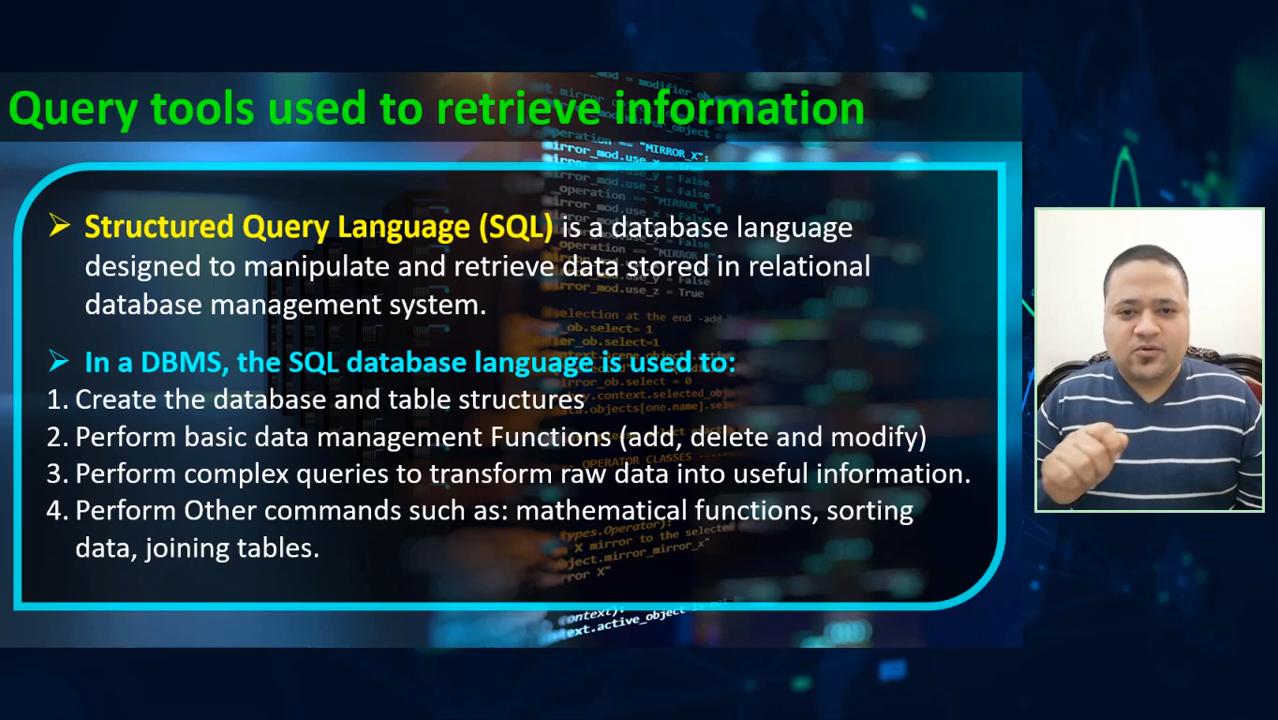 Query tools used to retrieve information
➢ Structured Query Language (SQL) is a database language
designed to manipulate and retrieve data stored in relational
database management system.
➢ In a DBMS, the SQL database language is used to:
1. Create the database and table structures
2. Perform basic data management Functions (add, delete and modify)
3. Perform complex queries to transform raw data into useful information.
4. Perform Other commands such as: mathematical functions, sorting
data, joining tables.